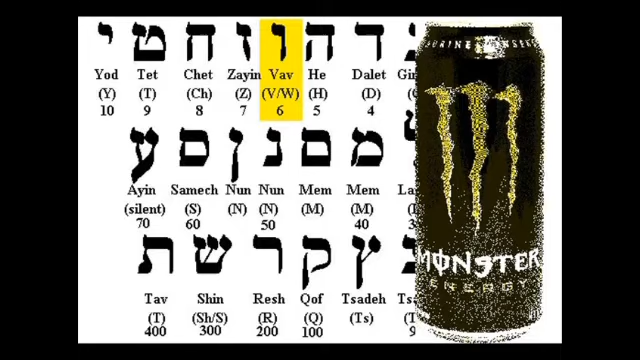 ד ה ו ז ח ט י
Yod Tet Chet Zayin Vav He Dalet
(Y) (T) (Ch) (Z) (V/W) (H) (D)
10 9 8 7 6 5 4
מ ם נ ן ס ע
Ayin Samech Nun Nun Mem Mem
(silent) (S) (N) (N) (M) (M)
70 60 50 40
ץ ק ר ש ת
Tav Shin Resh Qof Tsadeh
(T) (Sh/S) (R) (Q) (Ts)
400 300 200 100 9
MONSTER
ENERGY